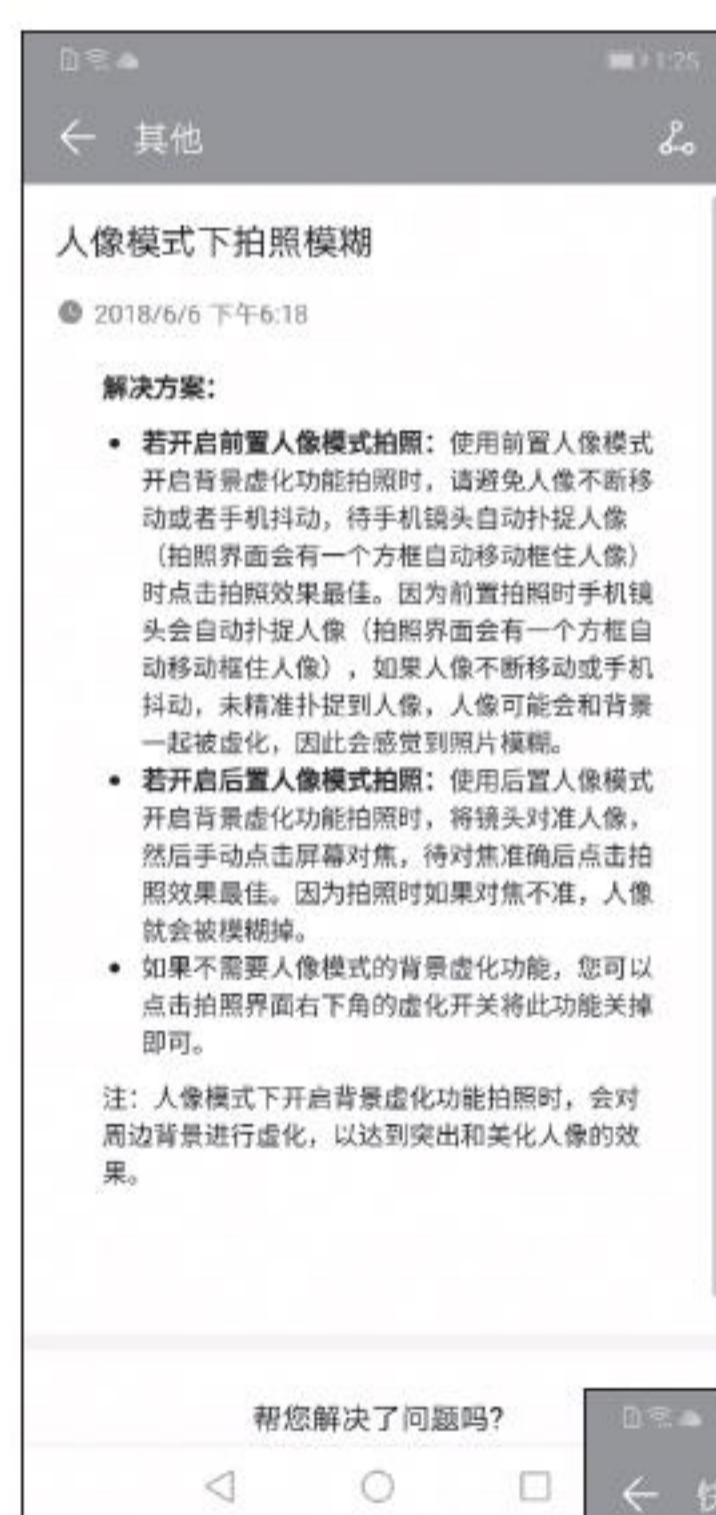 1:25
其他
人像模式下拍照模糊
2018/6/6 下午6:18
解决方案：
• 若开启前置人像模式拍照：使用前置人像模式
开启背景虚化功能拍照时，请避免人像不断移
动或者手机抖动，待手机镜头自动扑捉人像
（拍照界面会有一个方框自动移动框住人像）
时点击拍照效果最佳。因为前置拍照时手机镜
头会自动扑捉人像（拍照界面会有一个方框自
动移动框住人像），如果人像不断移动或手机
抖动，未精准扑捉到人像，人像可能会和背景
一起被虚化，因此会感觉到照片模糊。
• 若开启后置人像模式拍照：使用后置人像模式
开启背景虚化功能拍照时，将镜头对准人像，
然后手动点击屏幕对焦，待对焦准确后点击拍
照效果最佳。因为拍照时如果对焦不准，人像
就会被模糊掉。
• 如果不需要人像模式的背景虚化功能，您可以
点击拍照界面右下角的虚化开关将此功能关掉
即可。
注：人像模式下开启背景虚化功能拍照时，会对
周边背景进行虚化，以达到突出和美化人像的效
果。
帮您解决了问题吗？